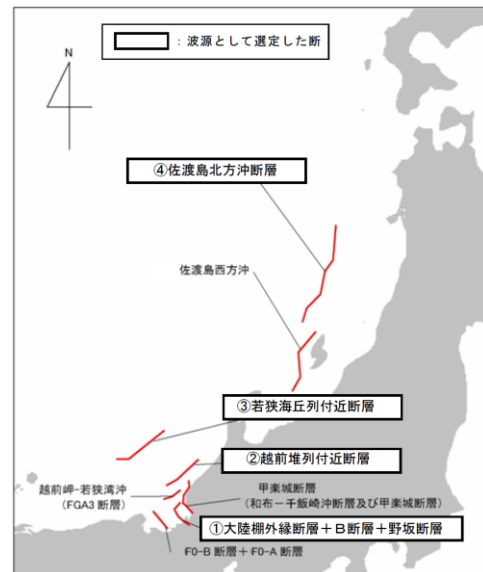 ：波源として選定した断
N
④佐渡島北方沖断層
佐渡島西方沖
③若狭海丘列付近断層
②越前堆列付近断層
越前岬ｰ若狭湾沖
(FGA3 断層)
甲楽城断層
(和布－干飯崎沖断層及び甲楽城断層)
①大陸棚外縁断層＋B断層＋野坂断層
FO-B 断層＋FO-A 断層